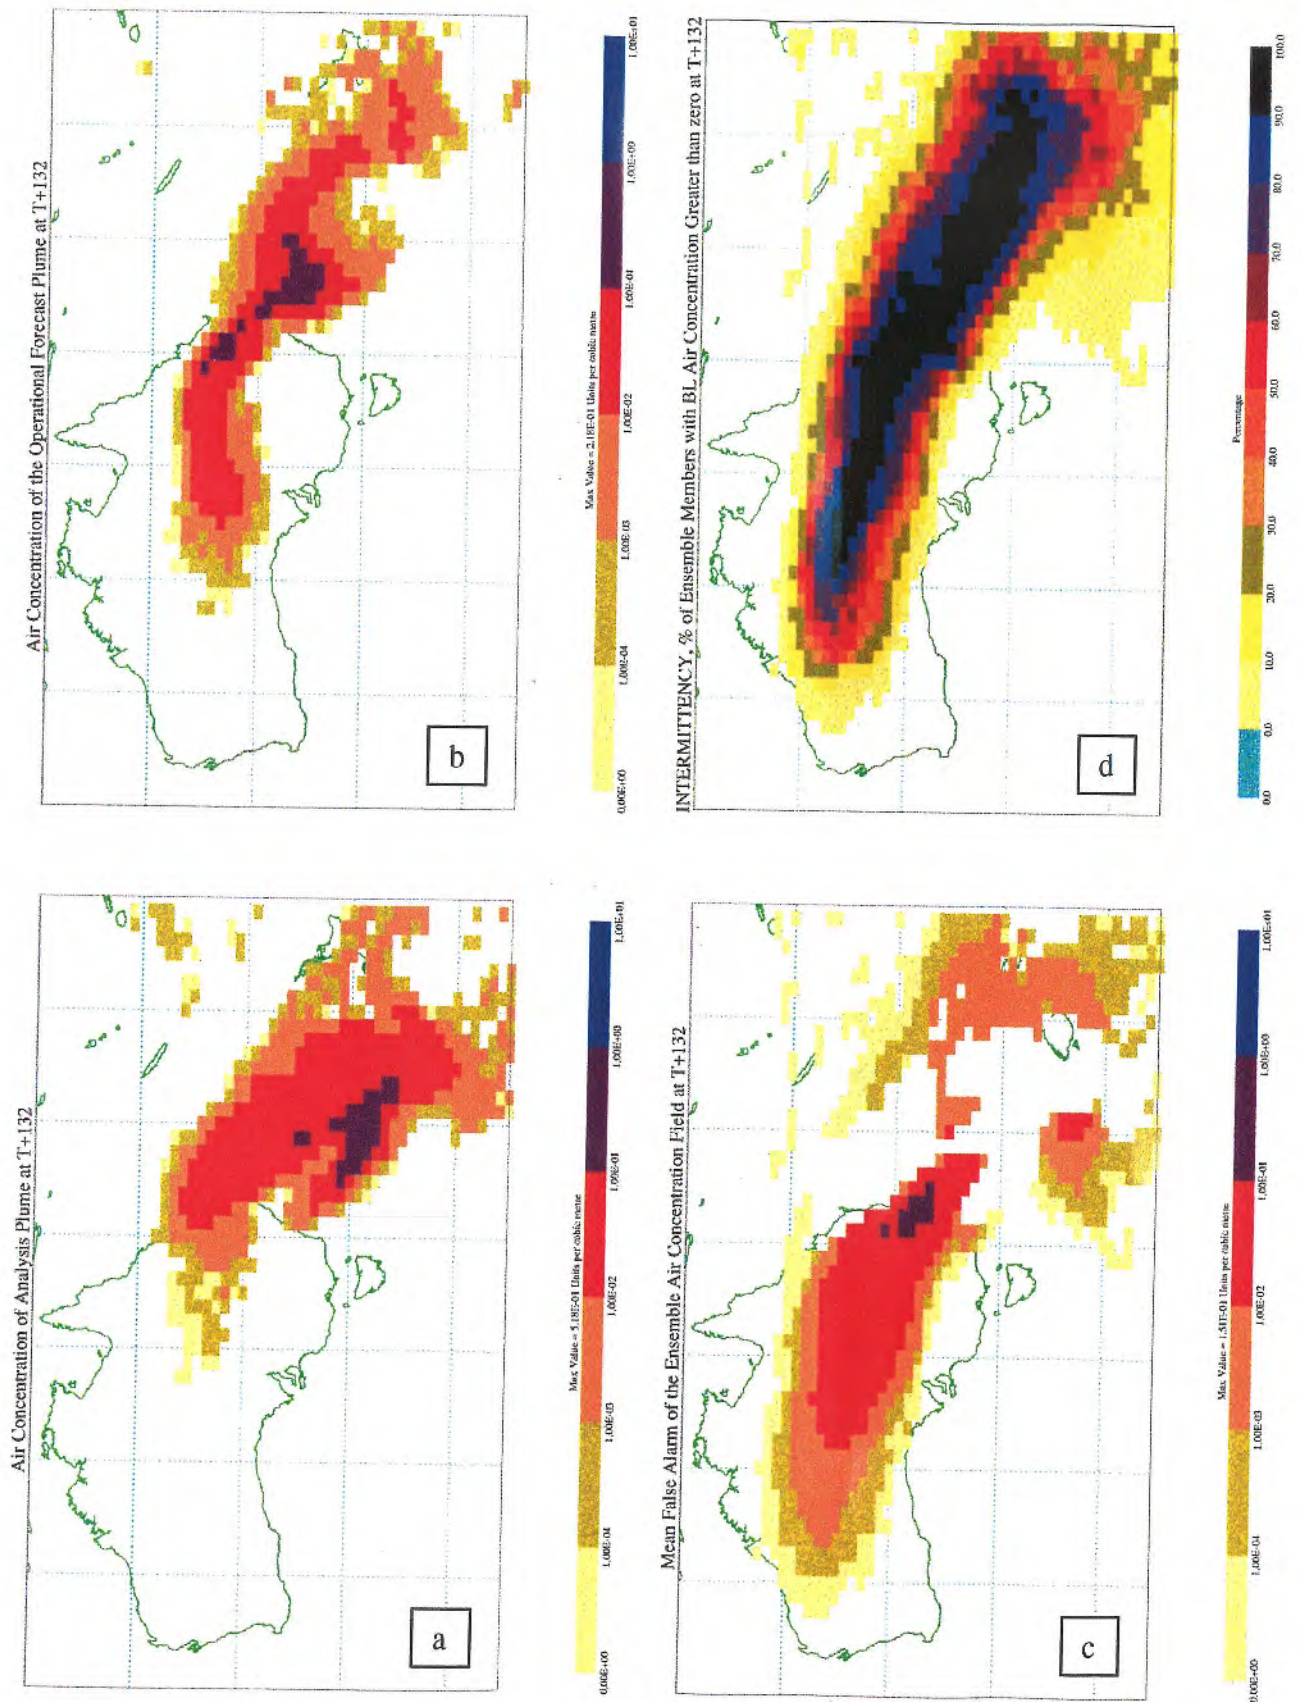 Air Concentration of Analysis Plume at T+132
a
Max Value = 5.18E-01 Units per cubic metre
0.00E+00 1.00E-04 1.00E-03 1.00E-02 1.00E-01 1.00E+00 1.00E+01
Air Concentration of the Operational Forecast Plume at T+132
b
Max Value = 2.18E-01 Units per cubic metre
0.00E+00 1.00E-04 1.00E-03 1.00E-02 1.00E-01 1.00E+00 1.00E+01
Mean False Alarm of the Ensemble Air Concentration Field at T+132
c
Max Value = 1.51E-01 Units per cubic metre
0.00E+00 1.00E-04 1.00E-03 1.00E-02 1.00E-01 1.00E+00 1.00E+01
INTERMITTENCY, % of Ensemble Members with BL Air Concentration Greater than zero at T+132
d
Percentage
0.0 0.0 10.0 20.0 30.0 40.0 50.0 60.0 70.0 80.0 90.0 100.0